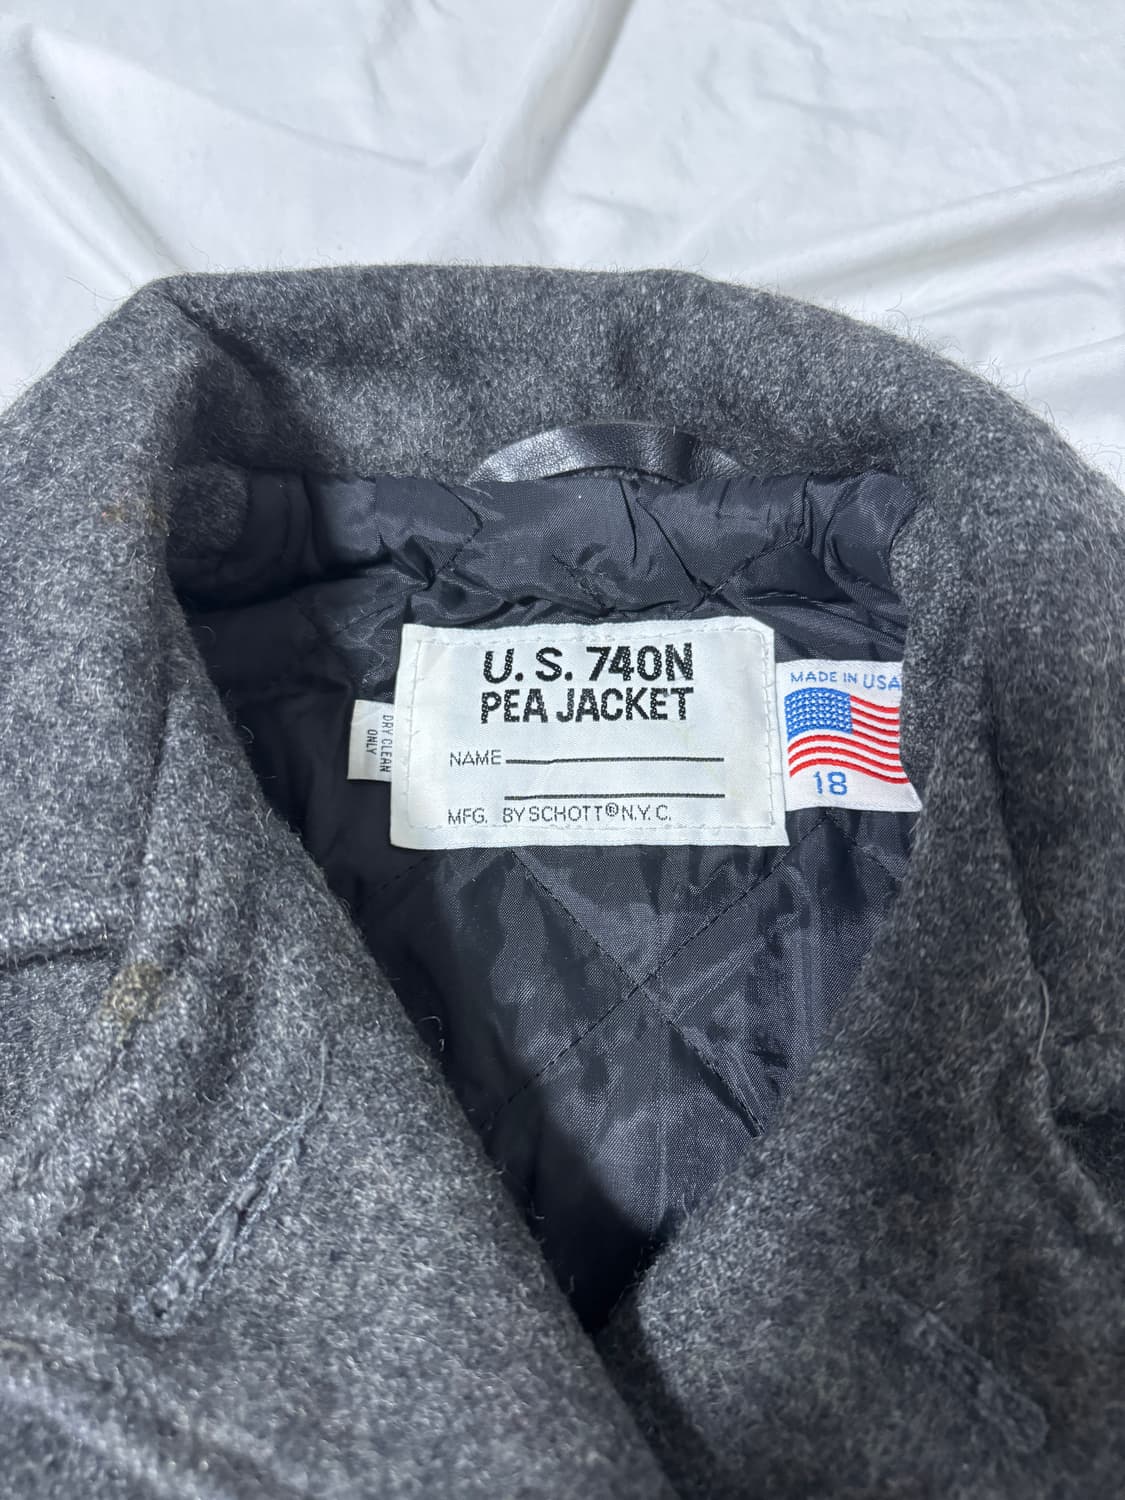 U.S. 740N
PEA JACKET
NAME
MFG. BY SCHOTT® N.Y.C.
DRY CLEAN
ONLY
MADE IN USA
18